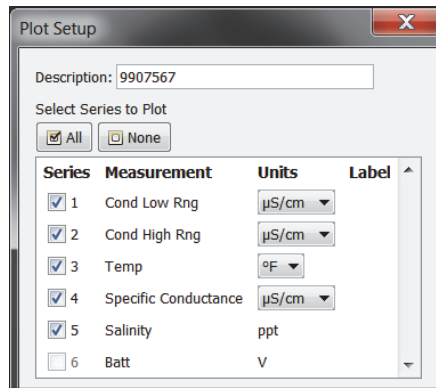 Plot Setup
Description: 9907567
Select Series to Plot
All None
Series Measurement Units Label
1 Cond Low Rng µS/cm
2 Cond High Rng µS/cm
3 Temp °F
4 Specific Conductance µS/cm
5 Salinity ppt
6 Batt V